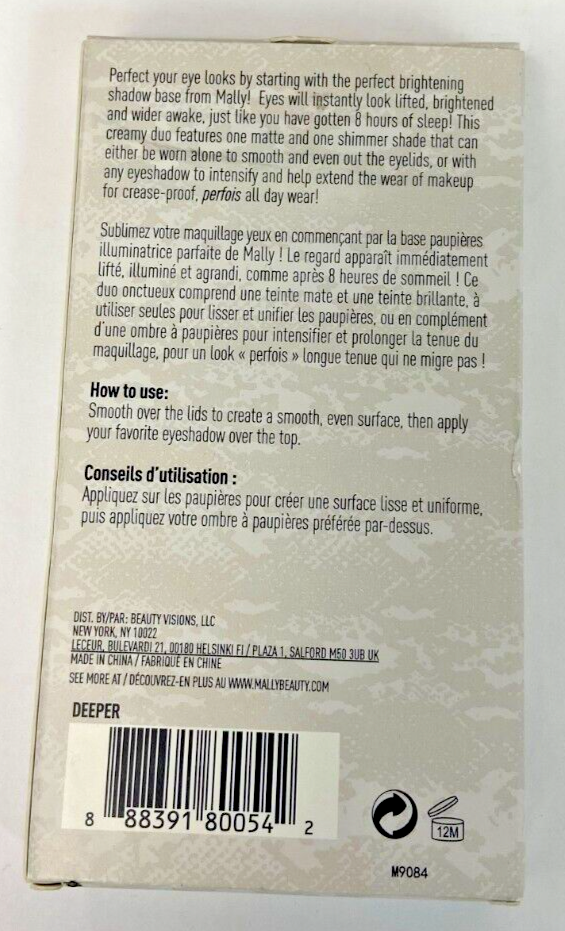 Perfect your eye looks by starting with the perfect brightening
shadow base from Mally! Eyes will instantly look lifted, brightened
and wider awake, just like you have gotten 8 hours of sleep! This
creamy duo features one matte and one shimmer shade that can
either be worn alone to smooth and even out the eyelids, or with
any eyeshadow to intensify and help extend the wear of makeup
for crease-proof, perfois all day wear!
Sublimez votre maquillage yeux en commençant par la base paupières
illuminatrice parfaite de Mally ! Le regard apparaît immédiatement
lifté, illuminé et agrandi, comme après 8 heures de sommeil ! Ce
duo onctueux comprend une teinte mate et une teinte brillante, à
utiliser seules pour lisser et unifier les paupières, ou en complément
d'une ombre à paupières pour intensifier et prolonger la tenue du
maquillage, pour un look « perfois » longue tenue qui ne migre pas !
How to use:
Smooth over the lids to create a smooth, even surface, then apply
your favorite eyeshadow over the top.
Conseils d'utilisation :
Appliquez sur les paupières pour créer une surface lisse et uniforme,
puis appliquez votre ombre à paupières préférée par-dessus.
DIST. BY/PAR: BEAUTY VISIONS, LLC
NEW YORK, NY 10022
LECEUR, BULEVARDI 21, 00180 HELSINKI FI / PLAZA 1, SALFORD M50 3UB UK
MADE IN CHINA / FABRIQUÉ EN CHINE
SEE MORE AT / DÉCOUVREZ-EN PLUS AU WWW.MALLYBEAUTY.COM
DEEPER
8 88391 80054 2
12M
M9084